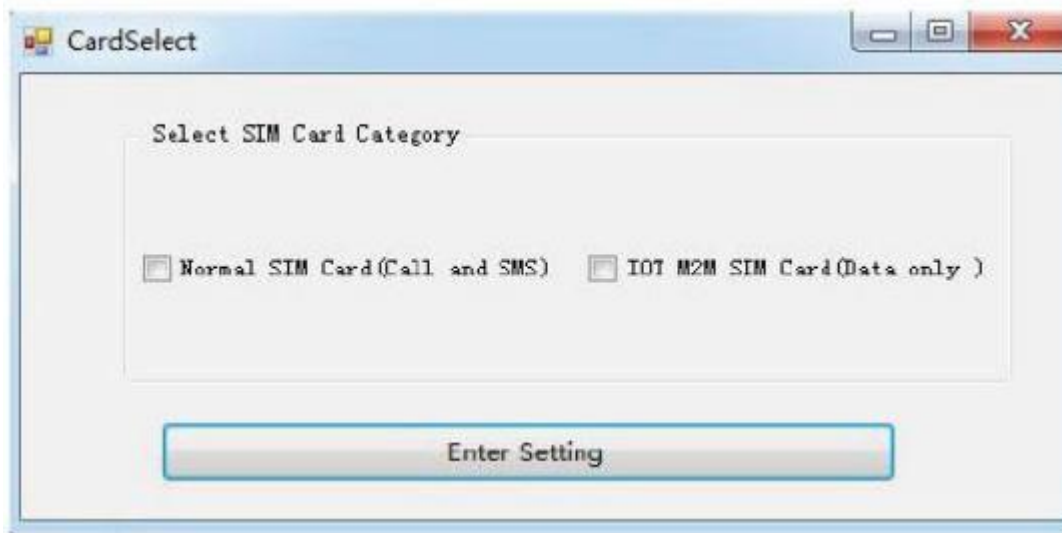 CardSelect
Select SIM Card Category
Normal SIM Card(Call and SMS)
IOT M2M SIM Card(Data only )
Enter Setting